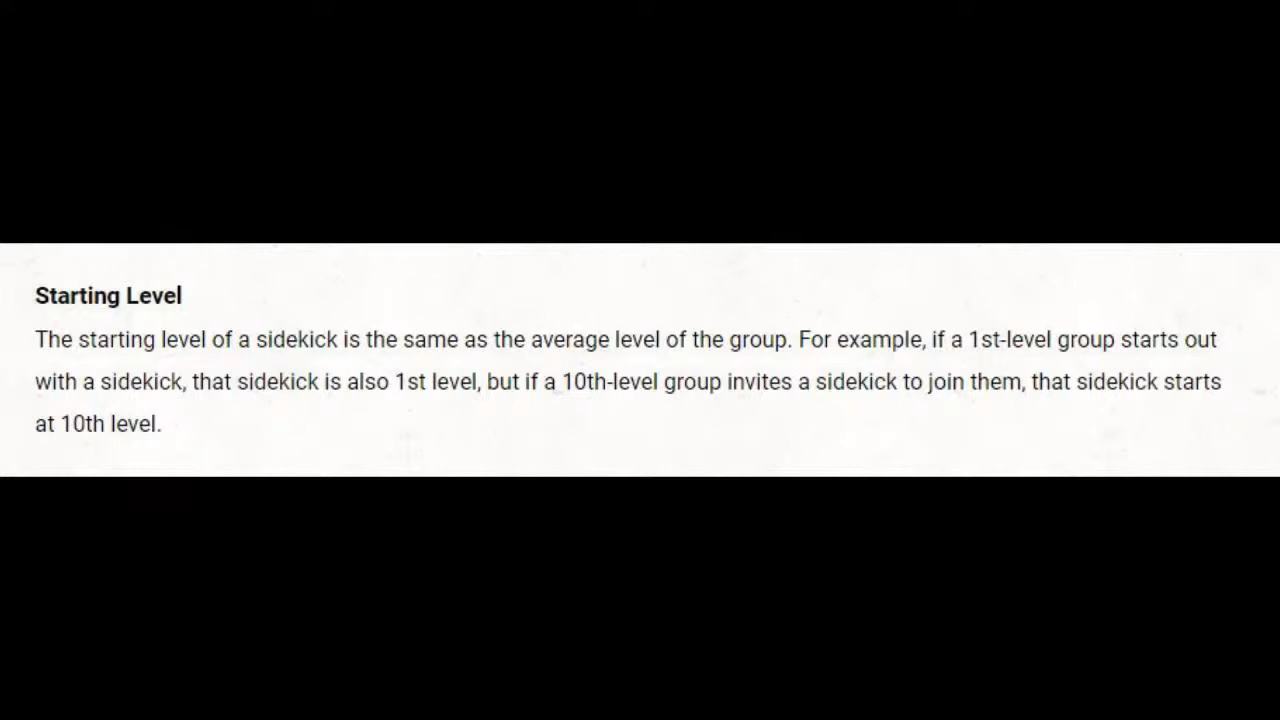 Starting Level
The starting level of a sidekick is the same as the average level of the group. For example, if a 1st-level group starts out
with a sidekick, that sidekick is also 1st level, but if a 10th-level group invites a sidekick to join them, that sidekick starts
at 10th level.